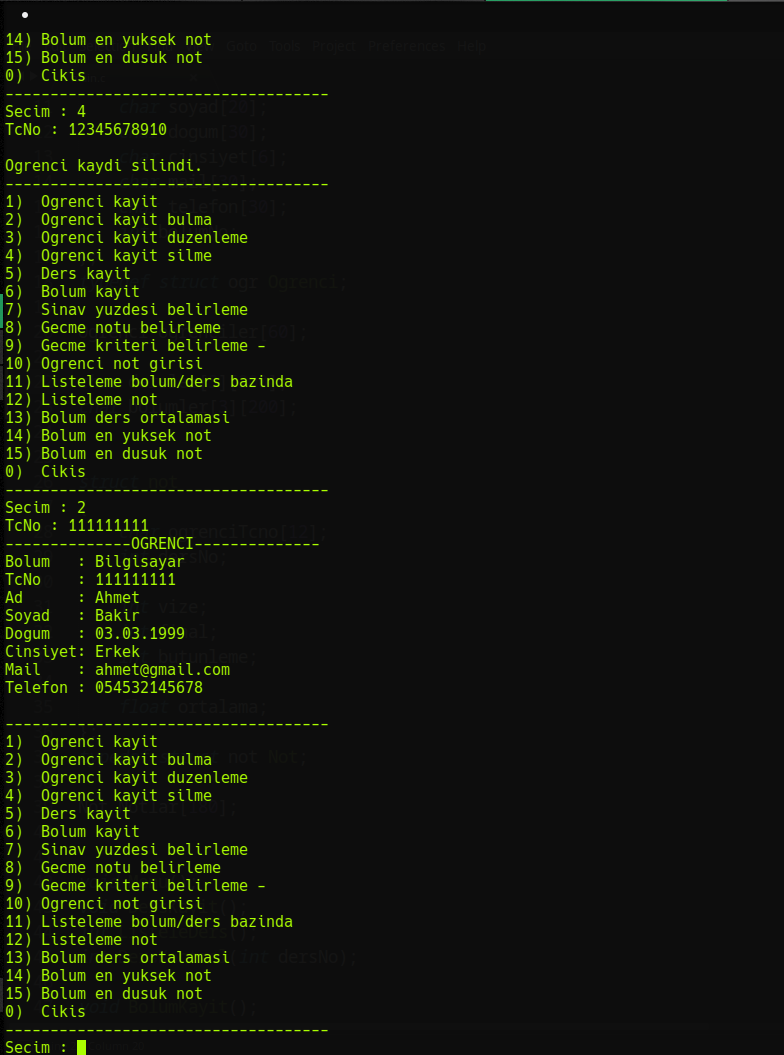 14) Bolum en yuksek not
15) Bolum en dusuk not
0)  Cikis
------------------------------------
Secim : 4
TcNo : 12345678910
Ogrenci kaydi silindi.
------------------------------------
1)  Ogrenci kayit
2)  Ogrenci kayit bulma
3)  Ogrenci kayit duzenleme
4)  Ogrenci kayit silme
5)  Ders kayit
6)  Bolum kayit
7)  Sinav yuzdesi belirleme
8)  Gecme notu belirleme
9)  Gecme kriteri belirleme -
10) Ogrenci not girisi
11) Listeleme bolum/ders bazinda
12) Listeleme not
13) Bolum ders ortalamasi
14) Bolum en yuksek not
15) Bolum en dusuk not
0)  Cikis
------------------------------------
Secim : 2
TcNo : 111111111
--------------OGRENCI--------------
Bolum   : Bilgisayar
TcNo    : 111111111
Ad      : Ahmet
Soyad   : Bakir
Dogum   : 03.03.1999
Cinsiyet: Erkek
Mail    : ahmet@gmail.com
Telefon : 054532145678
------------------------------------
1)  Ogrenci kayit
2)  Ogrenci kayit bulma
3)  Ogrenci kayit duzenleme
4)  Ogrenci kayit silme
5)  Ders kayit
6)  Bolum kayit
7)  Sinav yuzdesi belirleme
8)  Gecme notu belirleme
9)  Gecme kriteri belirleme -
10) Ogrenci not girisi
11) Listeleme bolum/ders bazinda
12) Listeleme not
13) Bolum ders ortalamasi
14) Bolum en yuksek not
15) Bolum en dusuk not
0)  Cikis
------------------------------------
Secim :